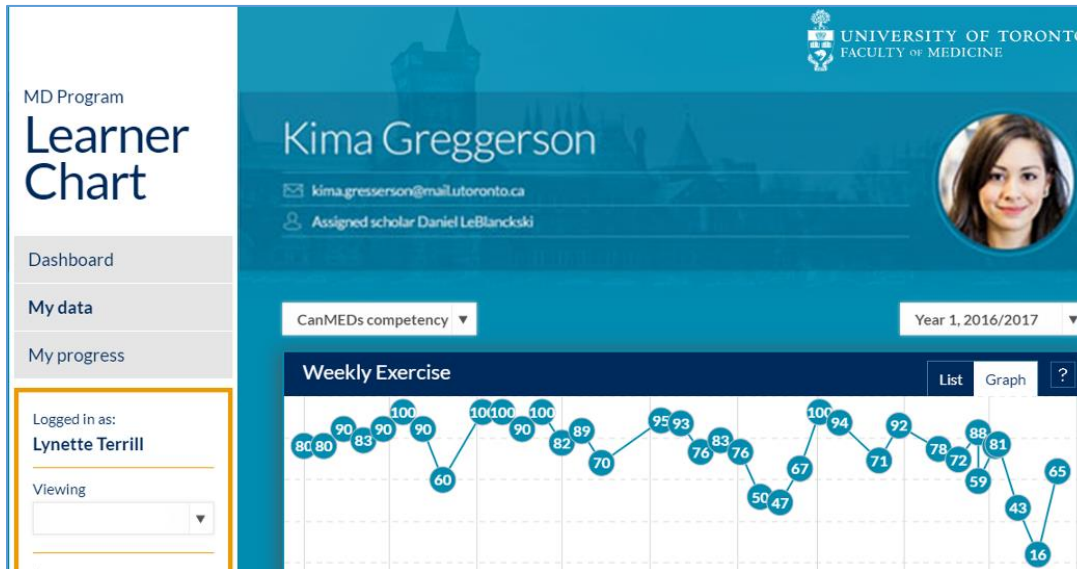 UNIVERSITY OF TORONTO
FACULTY OF MEDICINE
MD Program
Learner
Chart
Kima Greggerson
kima.gresserson@mail.utoronto.ca
Assigned scholar Daniel LeBlanckski
Dashboard
My data
My progress
CanMEDs competency ▼
Year 1, 2016/2017 ▼
Weekly Exercise
List Graph ?
80 80 90 83 90 100 90 60 100 100 90 100 82 89 70 95 93 76 83 76 50 47 67 100 94 71 92 78 72 88 59 81 43 16 65
Logged in as:
Lynette Terrill
Viewing
▼